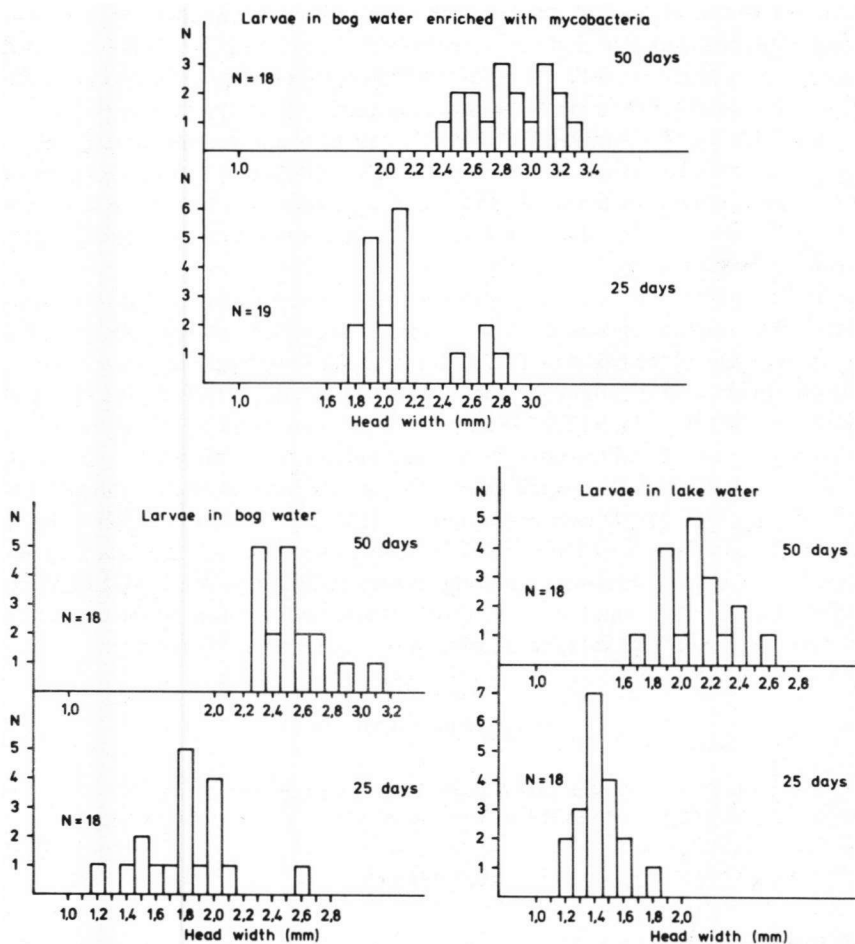 Larvae in bog water enriched with mycobacteria
N
50 days
3
N = 18
2
1
1,0 2,0 2,2 2,4 2,6 2,8 3,0 3,2 3,4
N
6
5
4
25 days
3
N = 19
2
1
1,0 1,6 1,8 2,0 2,2 2,4 2,6 2,8 3,0
Head width (mm)
Larvae in bog water
N
50 days
5
4
3
N = 18
2
1
1,0 2,0 2,2 2,4 2,6 2,8 3,0 3,2
N
5
25 days
4
3
N = 18
2
1
1,0 1,2 1,4 1,6 1,8 2,0 2,2 2,4 2,6 2,8
Head width (mm)
Larvae in lake water
N
5
50 days
4
3
N = 18
2
1
1,0 1,6 1,8 2,0 2,2 2,4 2,6 2,8
7
6
5
25 days
4
N = 18
3
2
1
1,0 1,2 1,4 1,6 1,8 2,0
Head width (mm)